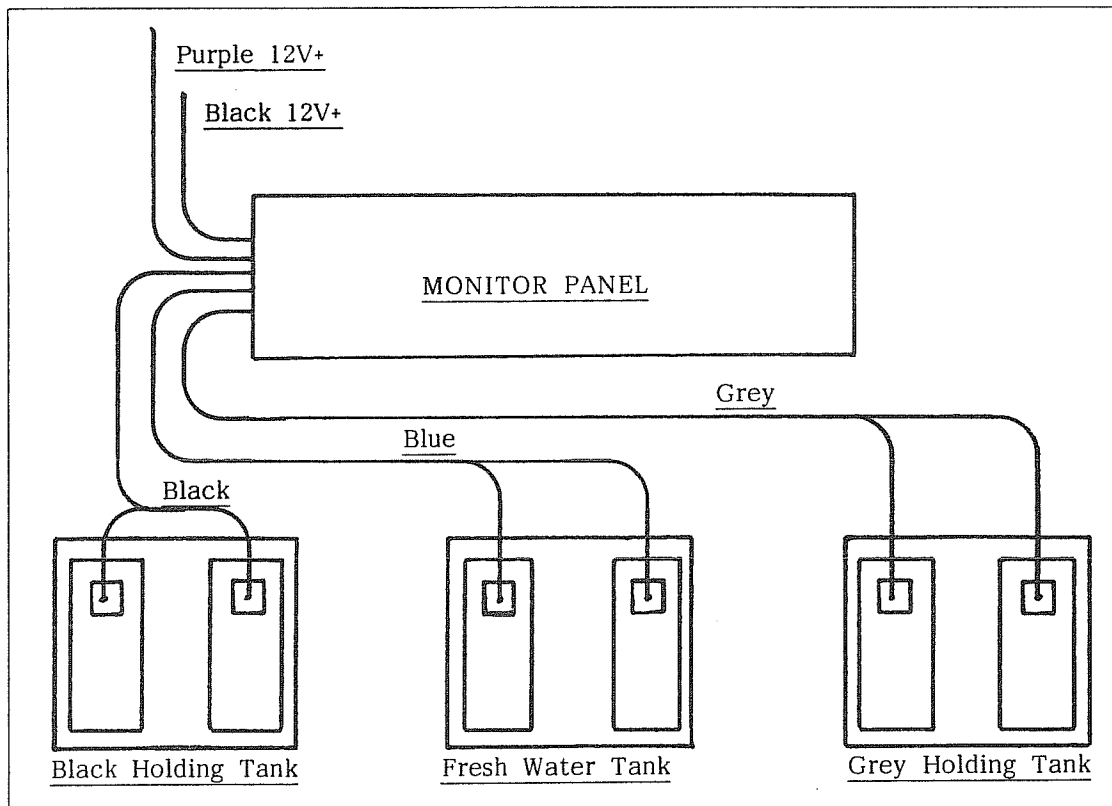 Purple 12V+
Black 12V+
MONITOR PANEL
Grey
Blue
Black
Black Holding Tank
Fresh Water Tank
Grey Holding Tank